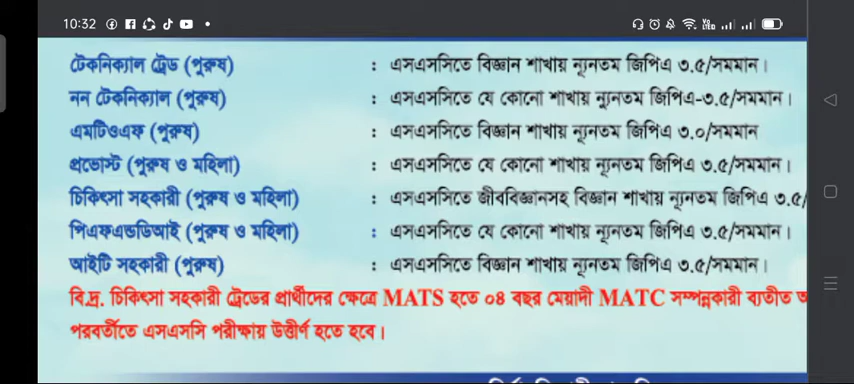 10:32
টেকনিক্যাল ট্রেড (পুরুষ) : এসএসসিতে বিজ্ঞান শাখায় ন্যূনতম জিপিএ ৩.৫/সমমান।
নন টেকনিক্যাল (পুরুষ) : এসএসসিতে যে কোনো শাখায় ন্যুনতম জিপিএ-৩.৫/সমমান।
এমটিওএফ (পুরুষ) : এসএসসিতে বিজ্ঞান শাখায় ন্যূনতম জিপিএ ৩.০/সমমান
প্রভোস্ট (পুরুষ ও মহিলা) : এসএসসিতে যে কোনো শাখায় ন্যূনতম জিপিএ ৩.৫/সমমান।
চিকিৎসা সহকারী (পুরুষ ও মহিলা) : এসএসসিতে জীববিজ্ঞানসহ বিজ্ঞান শাখায় ন্যূনতম জিপিএ ৩.৫/
পিএফএন্ডডিআই (পুরুষ ও মহিলা) : এসএসসিতে যে কোনো শাখায় ন্যূনতম জিপিএ ৩.৫/সমমান।
আইটি সহকারী (পুরুষ) : এসএসসিতে বিজ্ঞান শাখায় ন্যূনতম জিপিএ ৩.৫/সমমান।
বি.দ্র. চিকিৎসা সহকারী ট্রেডের প্রার্থীদের ক্ষেত্রে MATS হতে ০৪ বছর মেয়াদী MATC সম্পন্নকারী ব্যতীত
পরবর্তীতে এসএসসি পরীক্ষায় উত্তীর্ণ হতে হবে।